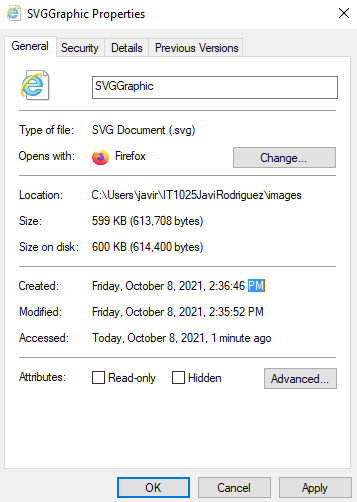 SVGGraphic Properties
General Security Details Previous Versions
SVGGraphic
Type of file: SVG Document (.svg)
Opens with: Firefox Change...
Location: C:\Users\javir\IT1025JaviRodriguez\images
Size: 599 KB (613,708 bytes)
Size on disk: 600 KB (614,400 bytes)
Created: Friday, October 8, 2021, 2:36:46 PM
Modified: Friday, October 8, 2021, 2:35:52 PM
Accessed: Today, October 8, 2021, 1 minute ago
Attributes: Read-only Hidden Advanced...
OK Cancel Apply